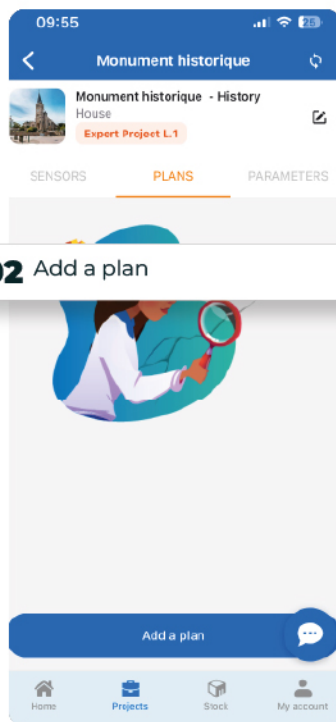 09:55
25
Monument historique
Monument historique - History
House
Expert Project L.1
SENSORS
PLANS
PARAMETERS
02 Add a plan
Add a plan
Home
Projects
Stock
My account